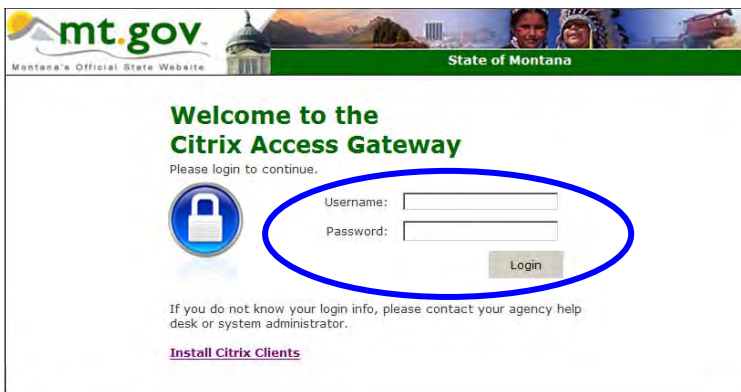 mt.gov
Montana's Official State Website
State of Montana
Welcome to the
Citrix Access Gateway
Please login to continue.
Username:
Password:
Login
If you do not know your login info, please contact your agency help
desk or system administrator.
Install Citrix Clients